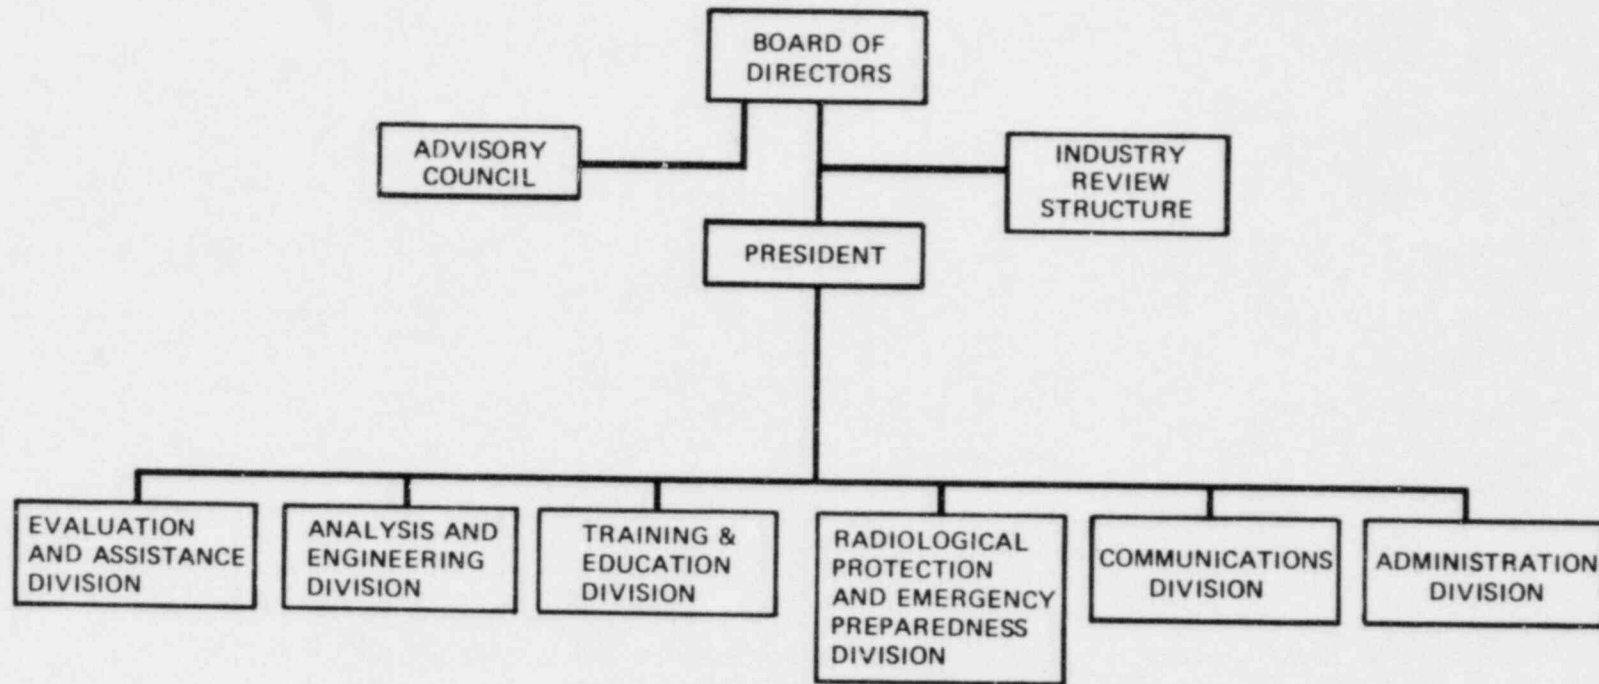 BOARD OF
DIRECTORS
ADVISORY
COUNCIL
INDUSTRY
REVIEW
STRUCTURE
PRESIDENT
EVALUATION
AND ASSISTANCE
DIVISION
ANALYSIS AND
ENGINEERING
DIVISION
TRAINING &
EDUCATION
DIVISION
RADIOLOGICAL
PROTECTION
AND EMERGENCY
PREPAREDNESS
DIVISION
COMMUNICATIONS
DIVISION
ADMINISTRATION
DIVISION